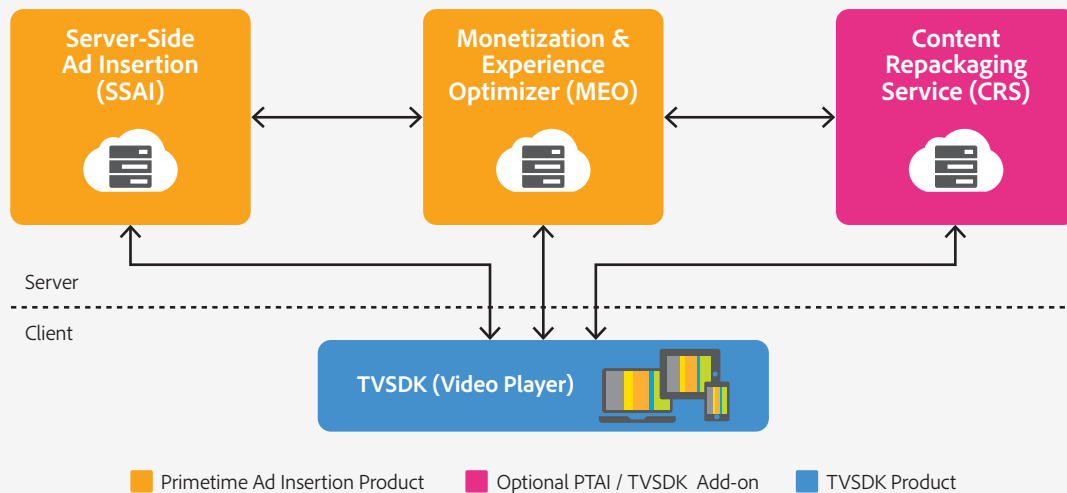 Server-Side
Ad Insertion
(SSAI)
Monetization &
Experience
Optimizer (MEO)
Content
Repackaging
Service (CRS)
Server
Client
TVSDK (Video Player)
Primetime Ad Insertion Product
Optional PTAI / TVSDK Add-on
TVSDK Product